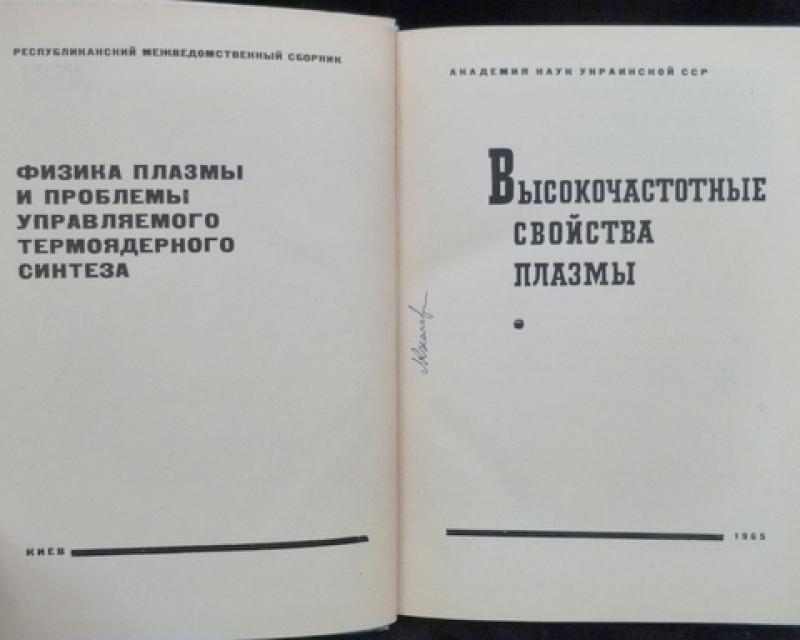 РЕСПУБЛИКАНСКИЙ МЕЖВЕДОМСТВЕННЫЙ СБОРНИК
ФИЗИКА ПЛАЗМЫ
И ПРОБЛЕМЫ
УПРАВЛЯЕМОГО
ТЕРМОЯДЕРНОГО
СИНТЕЗА
КИЕВ
АКАДЕМИЯ НАУК УКРАИНСКОЙ ССР
ВЫСОКОЧАСТОТНЫЕ
СВОЙСТВА
ПЛАЗМЫ
1965